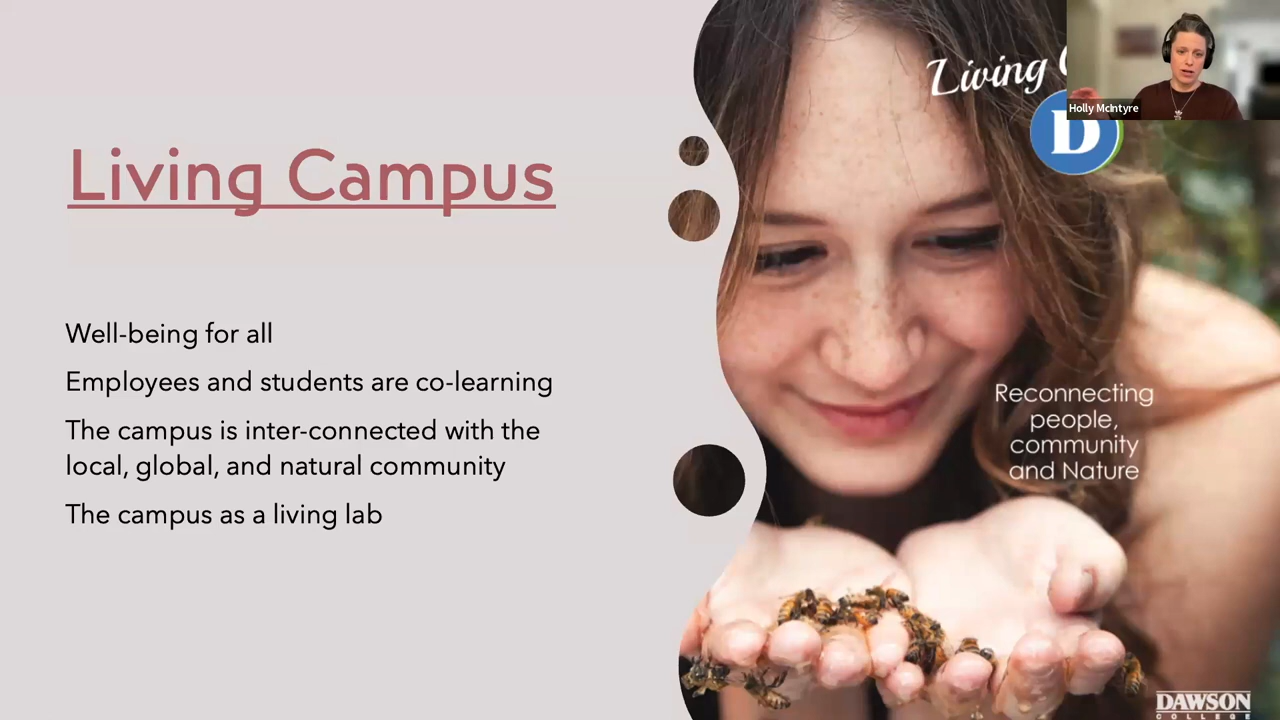 Living Campus
Well-being for all
Employees and students are co-learning
The campus is inter-connected with the
local, global, and natural community
The campus as a living lab
Living
D
Holly McIntyre
Reconnecting
people,
community
and Nature
DAWSON
COLLEGE